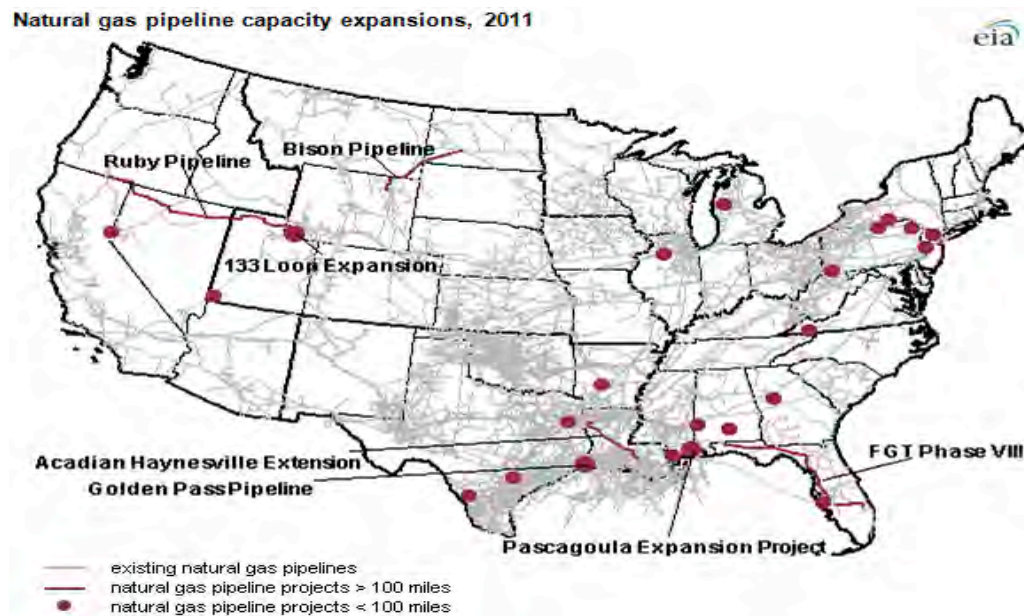 Natural gas pipeline capacity expansions, 2011
eia
Bison Pipeline
Ruby Pipeline
133 Loop Expansion
Acadian Haynesville Extension
FGT Phase VIII
Golden PassPipeline
Pascagoula Expansion Project
existing natural gas pipelines
natural gas pipeline projects > 100 miles
natural gas pipeline projects < 100 miles